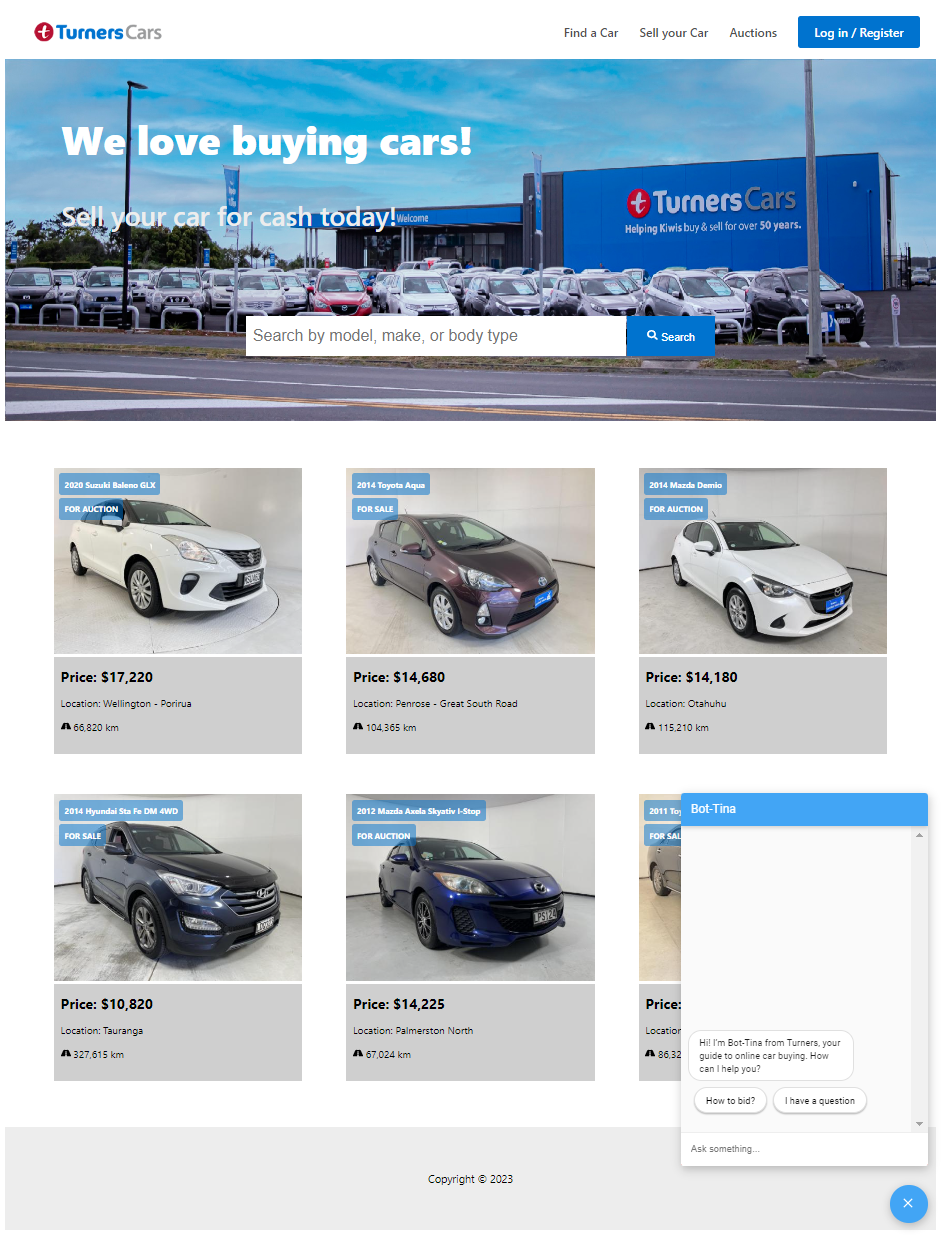 Turners Cars
Find a Car
Sell your Car
Auctions
Log in / Register
We love buying cars!
Sell your car for cash today!
Welcome
Turners Cars
Helping Kiwis buy & sell for over 50 years.
Search by model, make, or body type
Search
2020 Suzuki Baleno GLX
FOR AUCTION
Price: $17,220
Location: Wellington - Porirua
66,820 km
2014 Toyota Aqua
FOR SALE
Price: $14,680
Location: Penrose - Great South Road
104,365 km
2014 Mazda Demio
FOR AUCTION
Price: $14,180
Location: Otahuhu
115,210 km
2014 Hyundai Sta Fe DM 4WD
FOR SALE
Price: $10,820
Location: Tauranga
327,615 km
2012 Mazda Axela Skyativ I-Stop
FOR AUCTION
LPS124
Price: $14,225
Location: Palmerston North
67,024 km
2011 Toy
FOR SAL
Price:
Location
86,32
Bot-Tina
Hi! I'm Bot-Tina from Turners, your
guide to online car buying. How
can I help you?
How to bid?
I have a question
Ask something...
Copyright © 2023